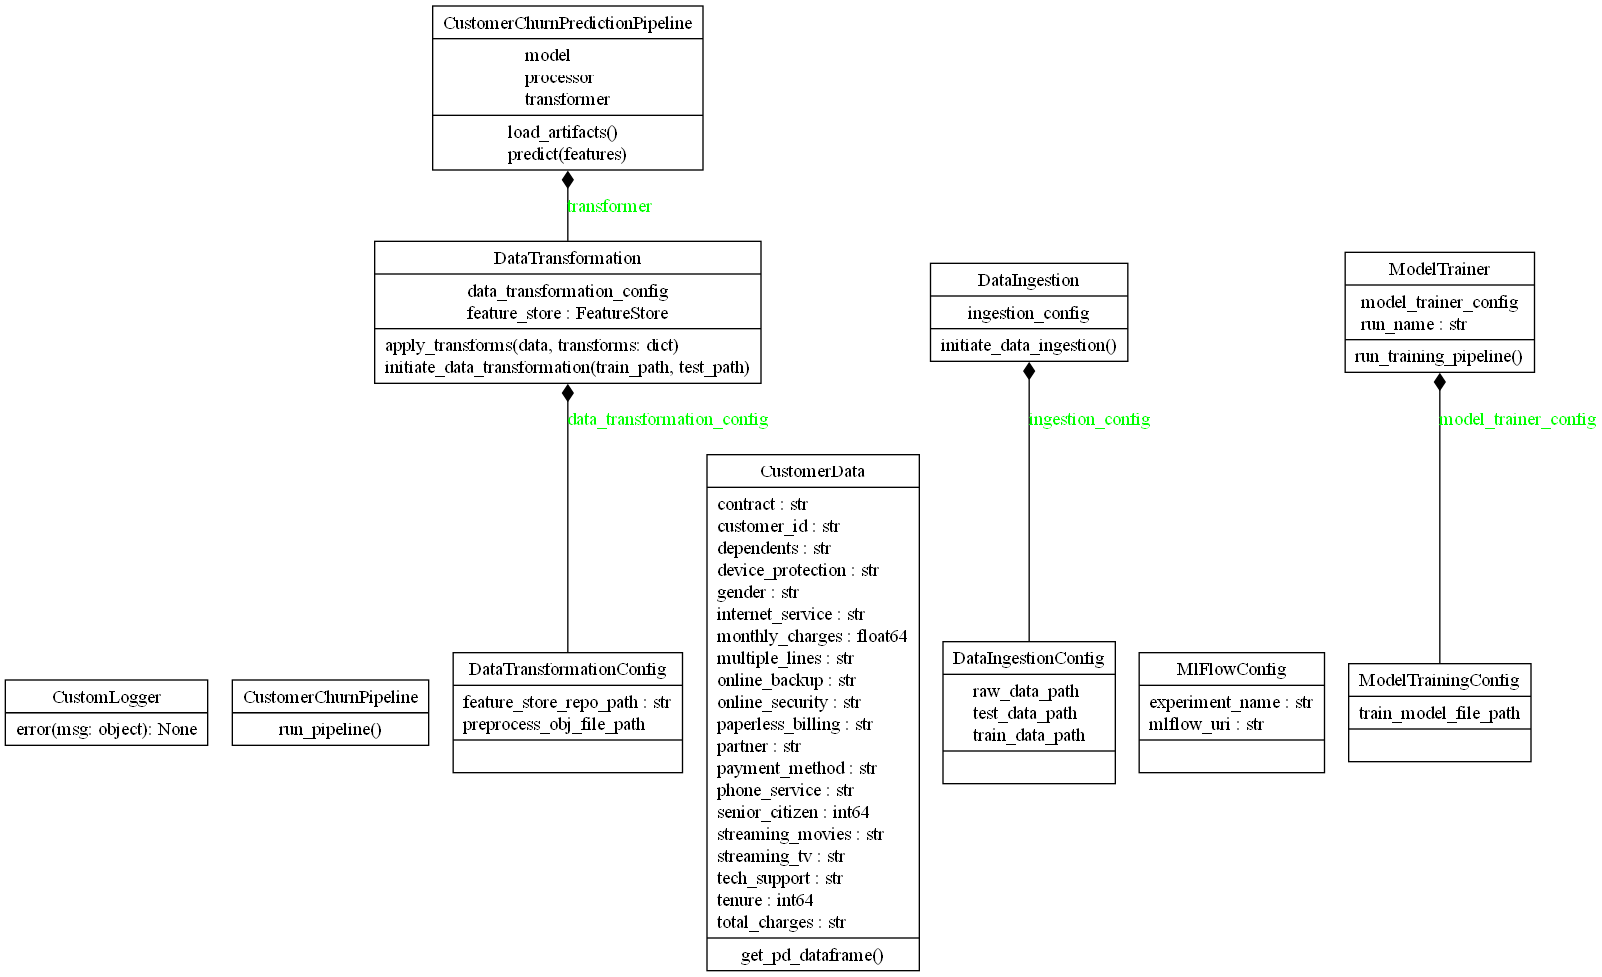 CustomerChurnPredictionPipeline
model
processor
transformer
load_artifacts()
predict(features)
transformer
DataTransformation
data_transformation_config
feature_store : FeatureStore
apply_transforms(data, transforms: dict)
initiate_data_transformation(train_path, test_path)
data_transformation_config
DataIngestion
ingestion_config
initiate_data_ingestion()
ingestion_config
ModelTrainer
model_trainer_config
run_name : str
run_training_pipeline()
model_trainer_config
CustomLogger
error(msg: object): None
CustomerChurnPipeline
run_pipeline()
DataTransformationConfig
feature_store_repo_path : str
preprocess_obj_file_path
CustomerData
contract : str
customer_id : str
dependents : str
device_protection : str
gender : str
internet_service : str
monthly_charges : float64
multiple_lines : str
online_backup : str
online_security : str
paperless_billing : str
partner : str
payment_method : str
phone_service : str
senior_citizen : int64
streaming_movies : str
streaming_tv : str
tech_support : str
tenure : int64
total_charges : str
get_pd_dataframe()
DataIngestionConfig
raw_data_path
test_data_path
train_data_path
MlFlowConfig
experiment_name : str
mlflow_uri : str
ModelTrainingConfig
train_model_file_path